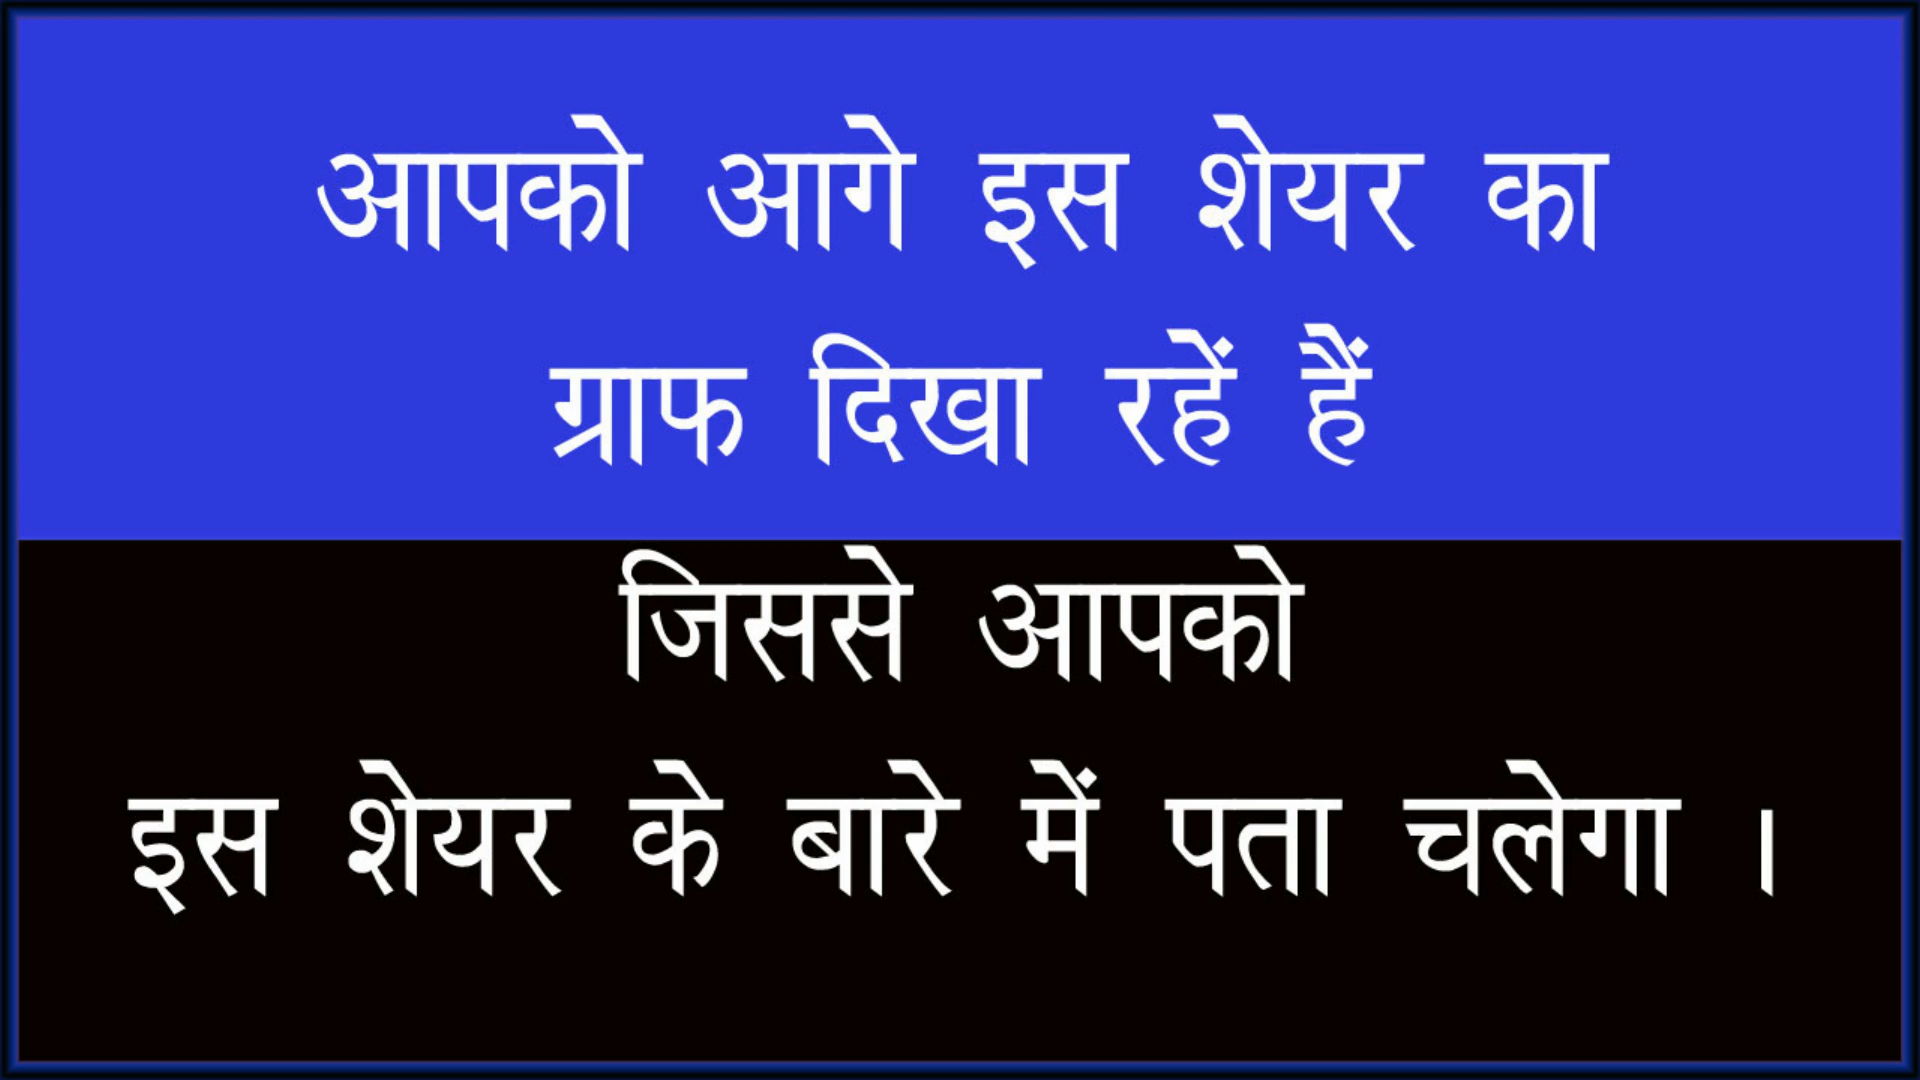 आपको आगे इस शेयर का
ग्राफ दिखा रहें हैं
जिससे आपको
इस शेयर के बारे में पता चलेगा ।